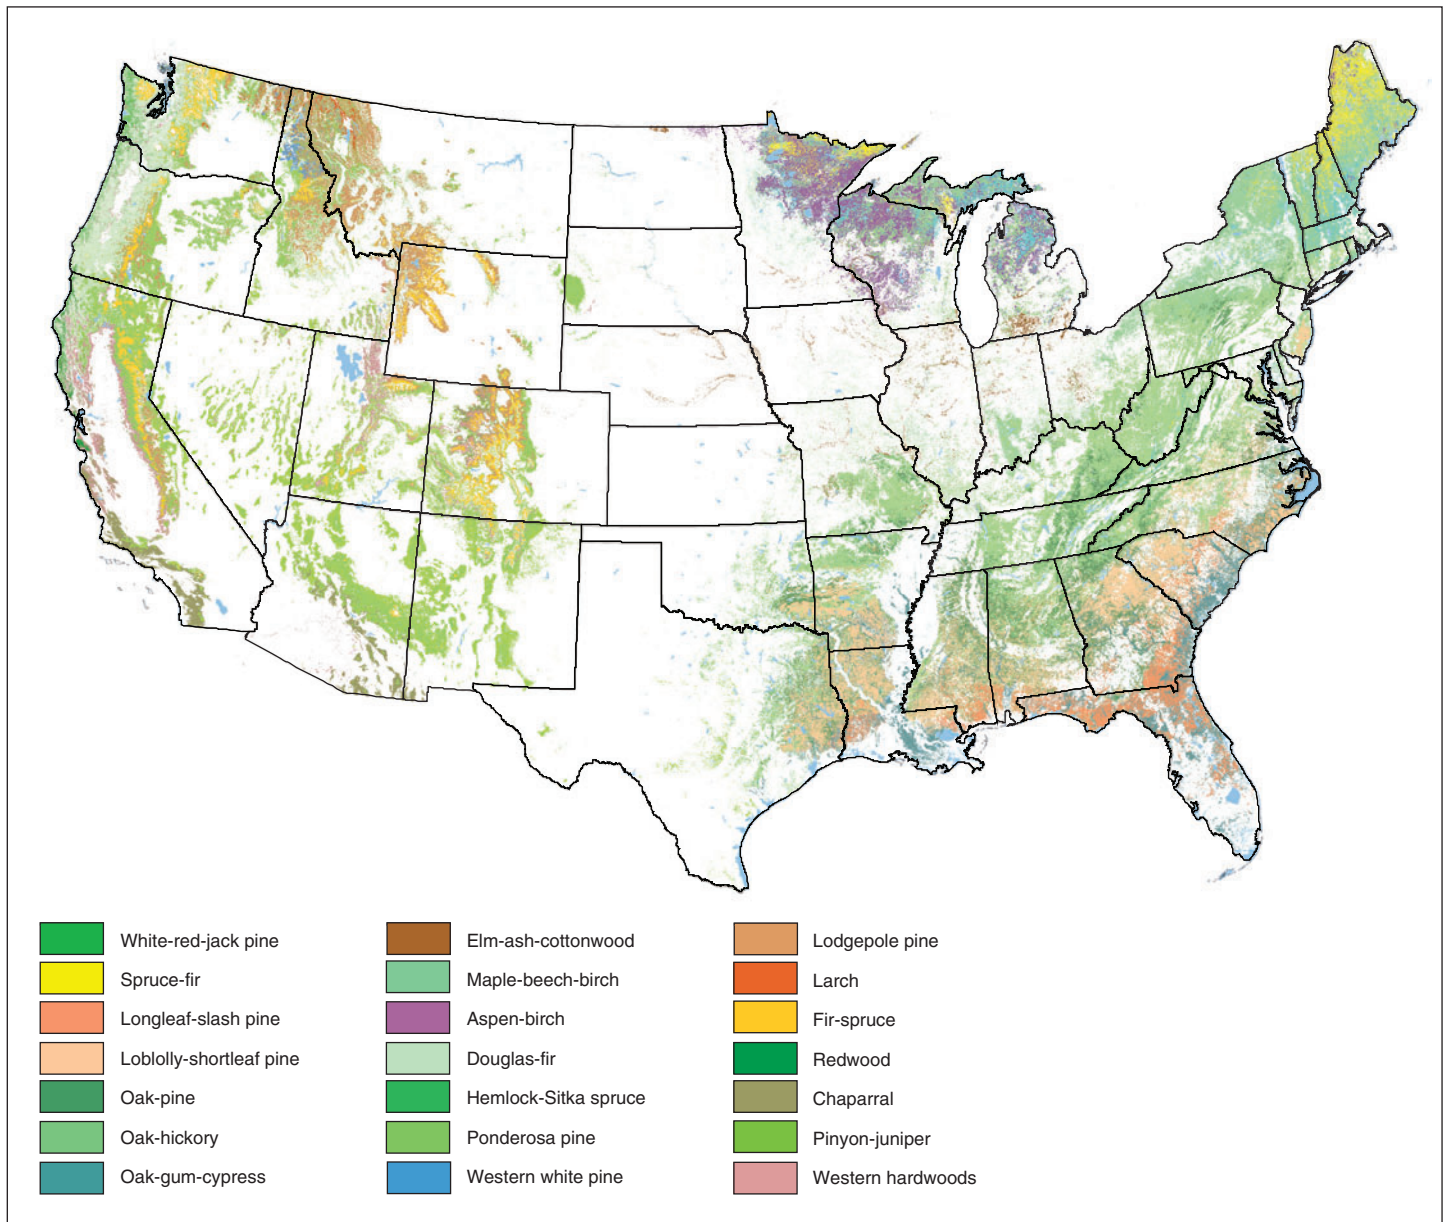 White-red-jack pine
Spruce-fir
Longleaf-slash pine
Loblolly-shortleaf pine
Oak-pine
Oak-hickory
Oak-gum-cypress
Elm-ash-cottonwood
Maple-beech-birch
Aspen-birch
Douglas-fir
Hemlock-Sitka spruce
Ponderosa pine
Western white pine
Lodgepole pine
Larch
Fir-spruce
Redwood
Chaparral
Pinyon-juniper
Western hardwoods